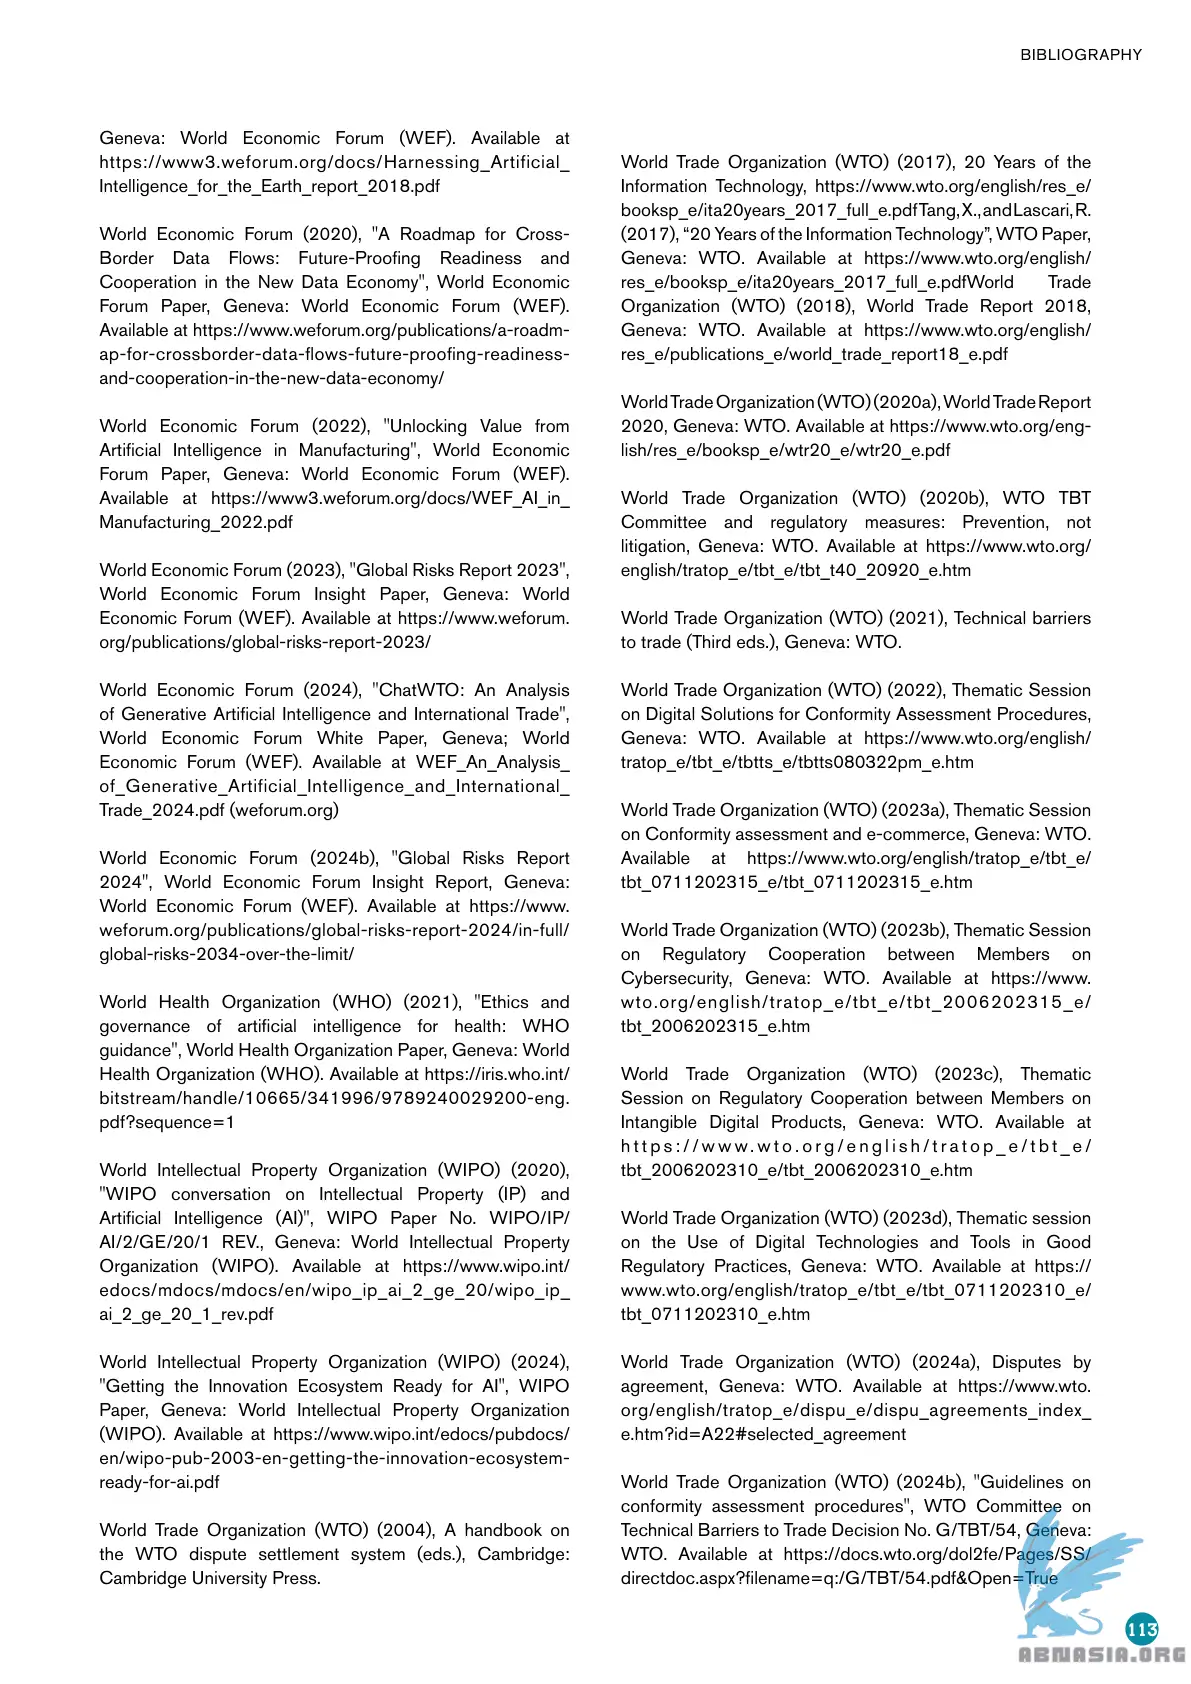 BIBLIOGRAPHY
Geneva: World Economic Forum (WEF). Available at
https://www3.weforum.org/docs/Harnessing_Artificial_
Intelligence_for_the_Earth_report_2018.pdf
World Economic Forum (2020), "A Roadmap for Cross-
Border Data Flows: Future-Proofing Readiness and
Cooperation in the New Data Economy", World Economic
Forum Paper, Geneva: World Economic Forum (WEF).
Available at https://www.weforum.org/publications/a-roadm-
ap-for-crossborder-data-flows-future-proofing-readiness-
and-cooperation-in-the-new-data-economy/
World Economic Forum (2022), "Unlocking Value from
Artificial Intelligence in Manufacturing", World Economic
Forum Paper, Geneva: World Economic Forum (WEF).
Available at https://www3.weforum.org/docs/WEF_AI_in_
Manufacturing_2022.pdf
World Economic Forum (2023), "Global Risks Report 2023",
World Economic Forum Insight Paper, Geneva: World
Economic Forum (WEF). Available at https://www.weforum.
org/publications/global-risks-report-2023/
World Economic Forum (2024), "ChatWTO: An Analysis
of Generative Artificial Intelligence and International Trade",
World Economic Forum White Paper, Geneva; World
Economic Forum (WEF). Available at WEF_An_Analysis_
of_Generative_Artificial_Intelligence_and_International_
Trade_2024.pdf (weforum.org)
World Economic Forum (2024b), "Global Risks Report
2024", World Economic Forum Insight Report, Geneva:
World Economic Forum (WEF). Available at https://www.
weforum.org/publications/global-risks-report-2024/in-full/
global-risks-2034-over-the-limit/
World Health Organization (WHO) (2021), "Ethics and
governance of artificial intelligence for health: WHO
guidance", World Health Organization Paper, Geneva: World
Health Organization (WHO). Available at https://iris.who.int/
bitstream/handle/10665/341996/9789240029200-eng.
pdf?sequence=1
World Intellectual Property Organization (WIPO) (2020),
"WIPO conversation on Intellectual Property (IP) and
Artificial Intelligence (AI)", WIPO Paper No. WIPO/IP/
AI/2/GE/20/1 REV., Geneva: World Intellectual Property
Organization (WIPO). Available at https://www.wipo.int/
edocs/mdocs/mdocs/en/wipo_ip_ai_2_ge_20/wipo_ip_
ai_2_ge_20_1_rev.pdf
World Intellectual Property Organization (WIPO) (2024),
"Getting the Innovation Ecosystem Ready for AI", WIPO
Paper, Geneva: World Intellectual Property Organization
(WIPO). Available at https://www.wipo.int/edocs/pubdocs/
en/wipo-pub-2003-en-getting-the-innovation-ecosystem-
ready-for-ai.pdf
World Trade Organization (WTO) (2004), A handbook on
the WTO dispute settlement system (eds.), Cambridge:
Cambridge University Press.
World Trade Organization (WTO) (2017), 20 Years of the
Information Technology, https://www.wto.org/english/res_e/
booksp_e/ita20years_2017_full_e.pdfTang, X., and Lascari, R.
(2017), “20 Years of the Information Technology”, WTO Paper,
Geneva: WTO. Available at https://www.wto.org/english/
res_e/booksp_e/ita20years_2017_full_e.pdfWorld Trade
Organization (WTO) (2018), World Trade Report 2018,
Geneva: WTO. Available at https://www.wto.org/english/
res_e/publications_e/world_trade_report18_e.pdf
World Trade Organization (WTO) (2020a), World Trade Report
2020, Geneva: WTO. Available at https://www.wto.org/eng-
lish/res_e/booksp_e/wtr20_e/wtr20_e.pdf
World Trade Organization (WTO) (2020b), WTO TBT
Committee and regulatory measures: Prevention, not
litigation, Geneva: WTO. Available at https://www.wto.org/
english/tratop_e/tbt_e/tbt_t40_20920_e.htm
World Trade Organization (WTO) (2021), Technical barriers
to trade (Third eds.), Geneva: WTO.
World Trade Organization (WTO) (2022), Thematic Session
on Digital Solutions for Conformity Assessment Procedures,
Geneva: WTO. Available at https://www.wto.org/english/
tratop_e/tbt_e/tbtts_e/tbtts080322pm_e.htm
World Trade Organization (WTO) (2023a), Thematic Session
on Conformity assessment and e-commerce, Geneva: WTO.
Available at https://www.wto.org/english/tratop_e/tbt_e/
tbt_0711202315_e/tbt_0711202315_e.htm
World Trade Organization (WTO) (2023b), Thematic Session
on Regulatory Cooperation between Members on
Cybersecurity, Geneva: WTO. Available at https://www.
wto.org/english/tratop_e/tbt_e/tbt_2006202315_e/
tbt_2006202315_e.htm
World Trade Organization (WTO) (2023c), Thematic
Session on Regulatory Cooperation between Members on
Intangible Digital Products, Geneva: WTO. Available at
https://www.wto.org/english/tratop_e/tbt_e/
tbt_2006202310_e/tbt_2006202310_e.htm
World Trade Organization (WTO) (2023d), Thematic session
on the Use of Digital Technologies and Tools in Good
Regulatory Practices, Geneva: WTO. Available at https://
www.wto.org/english/tratop_e/tbt_e/tbt_0711202310_e/
tbt_0711202310_e.htm
World Trade Organization (WTO) (2024a), Disputes by
agreement, Geneva: WTO. Available at https://www.wto.
org/english/tratop_e/dispu_e/dispu_agreements_index_
e.htm?id=A22#selected_agreement
World Trade Organization (WTO) (2024b), "Guidelines on
conformity assessment procedures", WTO Committee on
Technical Barriers to Trade Decision No. G/TBT/54, Geneva:
WTO. Available at https://docs.wto.org/dol2fe/Pages/SS/
directdoc.aspx?filename=q:/G/TBT/54.pdf&Open=True
113
ABNASIA.ORG